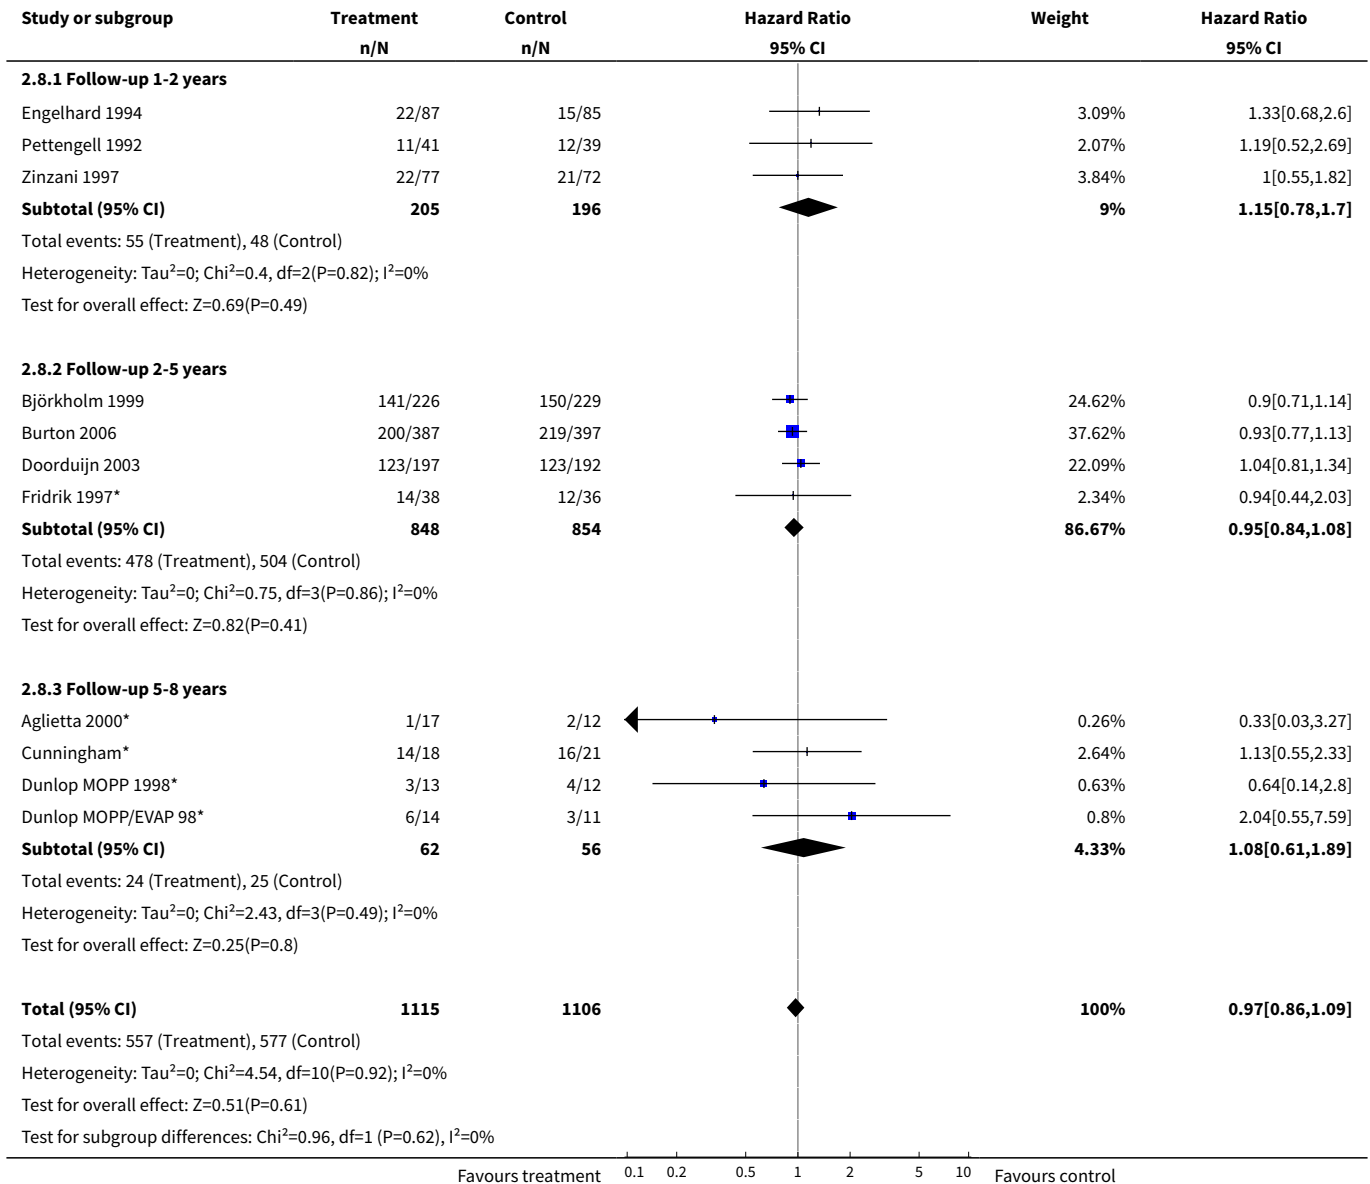 Study or subgroup Treatment Control Hazard Ratio Weight Hazard Ratio
n/N n/N 95% CI 95% CI
2.8.1 Follow-up 1-2 years
Engelhard 1994 22/87 15/85 3.09% 1.33[0.68,2.6]
Pettengell 1992 11/41 12/39 2.07% 1.19[0.52,2.69]
Zinzani 1997 22/77 21/72 3.84% 1[0.55,1.82]
Subtotal (95% CI) 205 196 9% 1.15[0.78,1.7]
Total events: 55 (Treatment), 48 (Control)
Heterogeneity: Tau²=0; Chi²=0.4, df=2(P=0.82); I²=0%
Test for overall effect: Z=0.69(P=0.49)
2.8.2 Follow-up 2-5 years
Björkholm 1999 141/226 150/229 24.62% 0.9[0.71,1.14]
Burton 2006 200/387 219/397 37.62% 0.93[0.77,1.13]
Doorduijn 2003 123/197 123/192 22.09% 1.04[0.81,1.34]
Fridrik 1997* 14/38 12/36 2.34% 0.94[0.44,2.03]
Subtotal (95% CI) 848 854 86.67% 0.95[0.84,1.08]
Total events: 478 (Treatment), 504 (Control)
Heterogeneity: Tau²=0; Chi²=0.75, df=3(P=0.86); I²=0%
Test for overall effect: Z=0.82(P=0.41)
2.8.3 Follow-up 5-8 years
Aglietta 2000* 1/17 2/12 0.26% 0.33[0.03,3.27]
Cunningham* 14/18 16/21 2.64% 1.13[0.55,2.33]
Dunlop MOPP 1998* 3/13 4/12 0.63% 0.64[0.14,2.8]
Dunlop MOPP/EVAP 98* 6/14 3/11 0.8% 2.04[0.55,7.59]
Subtotal (95% CI) 62 56 4.33% 1.08[0.61,1.89]
Total events: 24 (Treatment), 25 (Control)
Heterogeneity: Tau²=0; Chi²=2.43, df=3(P=0.49); I²=0%
Test for overall effect: Z=0.25(P=0.8)
Total (95% CI) 1115 1106 100% 0.97[0.86,1.09]
Total events: 557 (Treatment), 577 (Control)
Heterogeneity: Tau²=0; Chi²=4.54, df=10(P=0.92); I²=0%
Test for overall effect: Z=0.51(P=0.61)
Test for subgroup differences: Chi²=0.96, df=1 (P=0.62), I²=0%
Favours treatment 0.1 0.2 0.5 1 2 5 10 Favours control